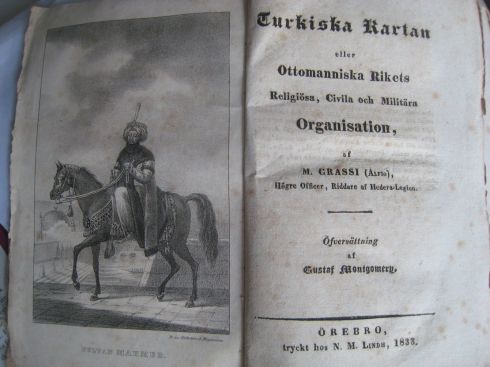 SULTAN MAHMUD.
Turkiska Kartan
eller
Ottomanniska Rikets
Religiösa, Civila och Militära
Organisation,
af
M. GRASSI (ALFIO),
Högre Officer, Riddare af Heders-Legion.
Öfversättning
af
Gustaf Montgomery.
ÖREBRO,
tryckt hos N. M. LINDH, 1833.